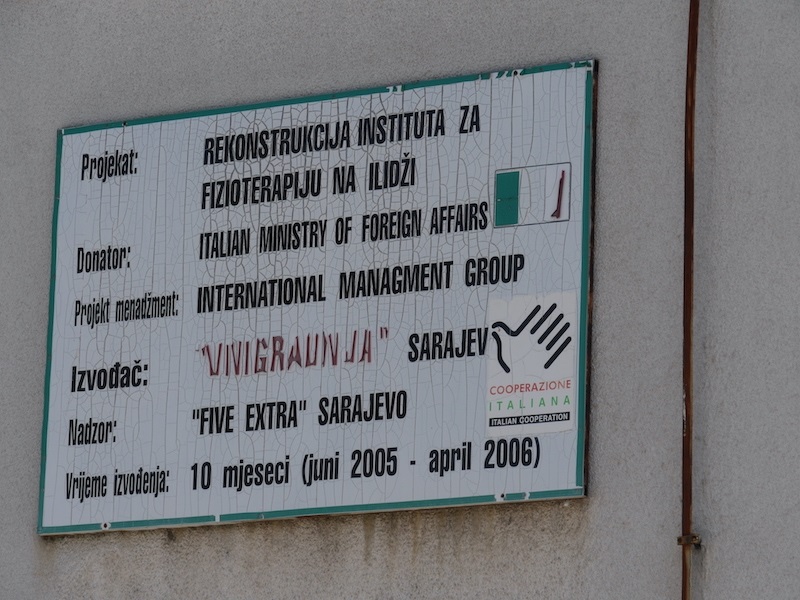 Projekat: REKONSTRUKCIJA INSTITUTA ZA
FIZIOTERAPIJU NA ILIDŽI
Donator: ITALIAN MINISTRY OF FOREIGN AFFAIRS
Projekt menadžment: INTERNATIONAL MANAGMENT GROUP
Izvođač: SARAJEV
Nadzor: "FIVE EXTRA" SARAJEVO
Vrijeme izvođenja: 10 mjeseci (juni 2005 - april 2006)
COOPERAZIONE
ITALIANA
ITALIAN COOPERATION